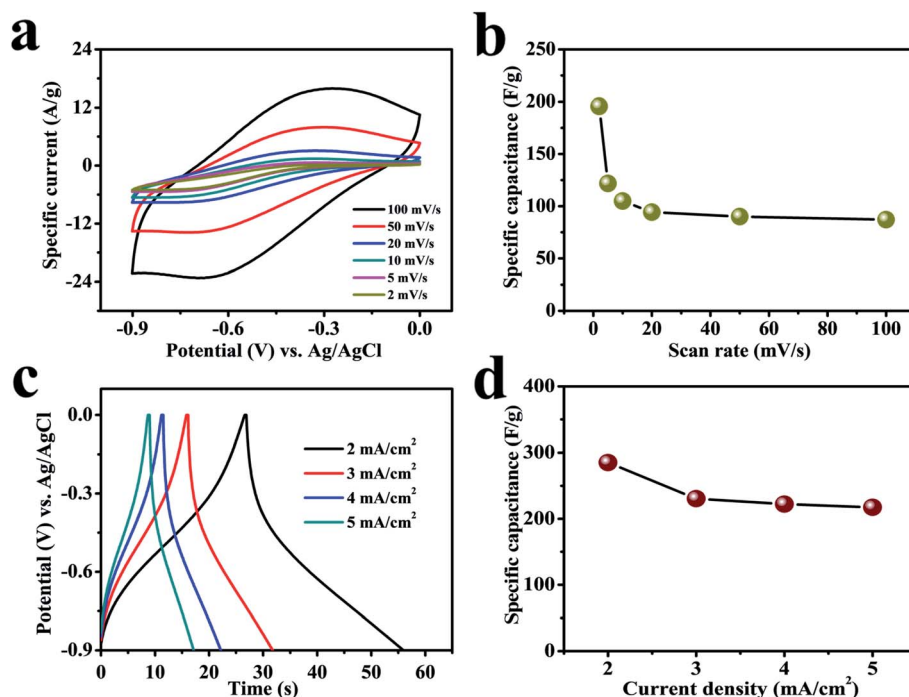 a
Specific current (A/g)
24
12
0
-12
-24
-0.9
-0.6
-0.3
0.0
Potential (V) vs. Ag/AgCl
100 mV/s
50 mV/s
20 mV/s
10 mV/s
5 mV/s
2 mV/s
b
Specific capacitance (F/g)
250
200
150
100
50
0
0
20
40
60
80
100
Scan rate (mV/s)
c
Potential (V) vs. Ag/AgCl
0.0
-0.3
-0.6
-0.9
0
10
20
30
40
50
60
Time (s)
2 mA/cm²
3 mA/cm²
4 mA/cm²
5 mA/cm²
d
Specific capacitance (F/g)
400
300
200
100
0
2
3
4
5
Current density (mA/cm²)